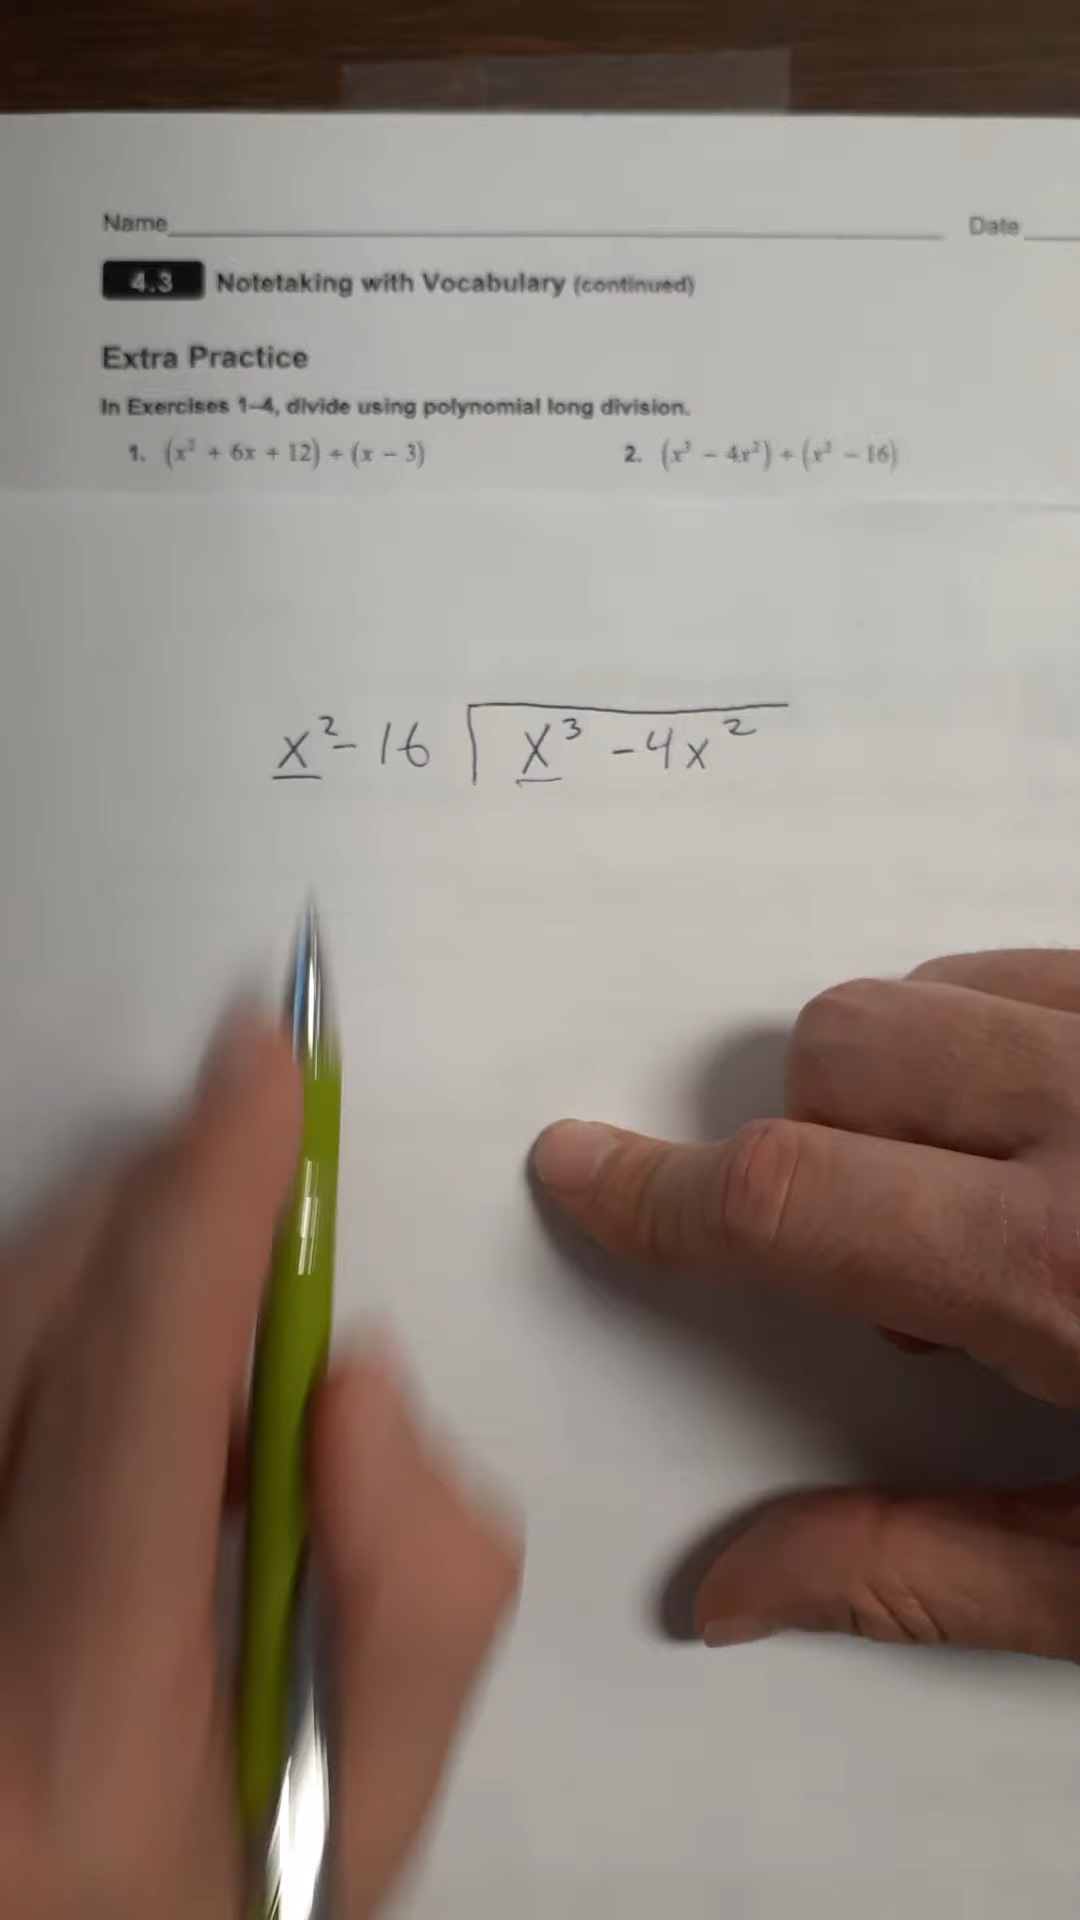 Name Date
4.3 Notetaking with Vocabulary (continued)
Extra Practice
In Exercises 1–4, divide using polynomial long division.
1. (x² + 6x + 12) ÷ (x − 3) 2. (x³ − 4x²) ÷ (x² − 16)
x² − 16 x³ − 4x²